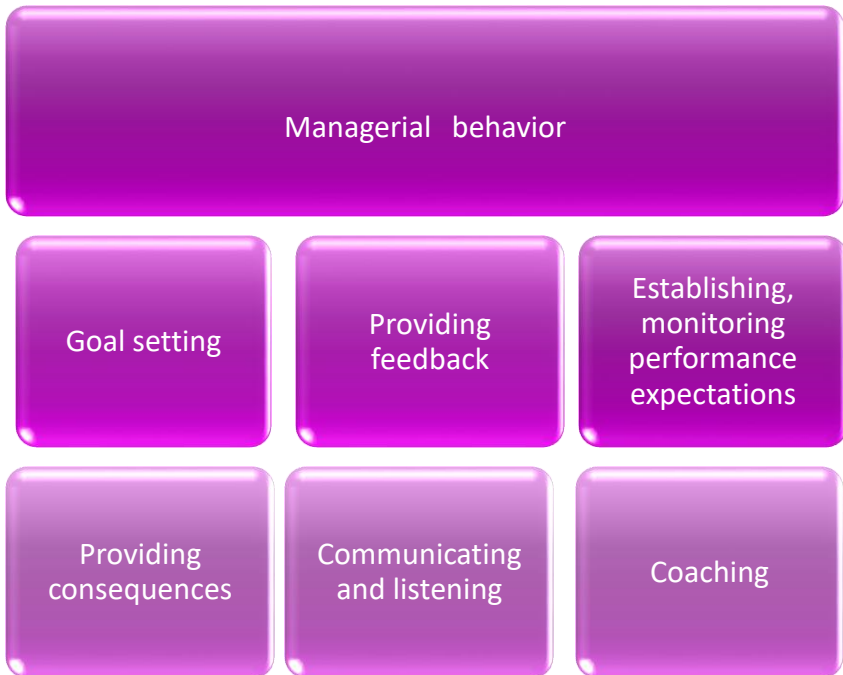 Managerial behavior
Goal setting
Providing
feedback
Establishing,
monitoring
performance
expectations
Providing
consequences
Communicating
and listening
Coaching